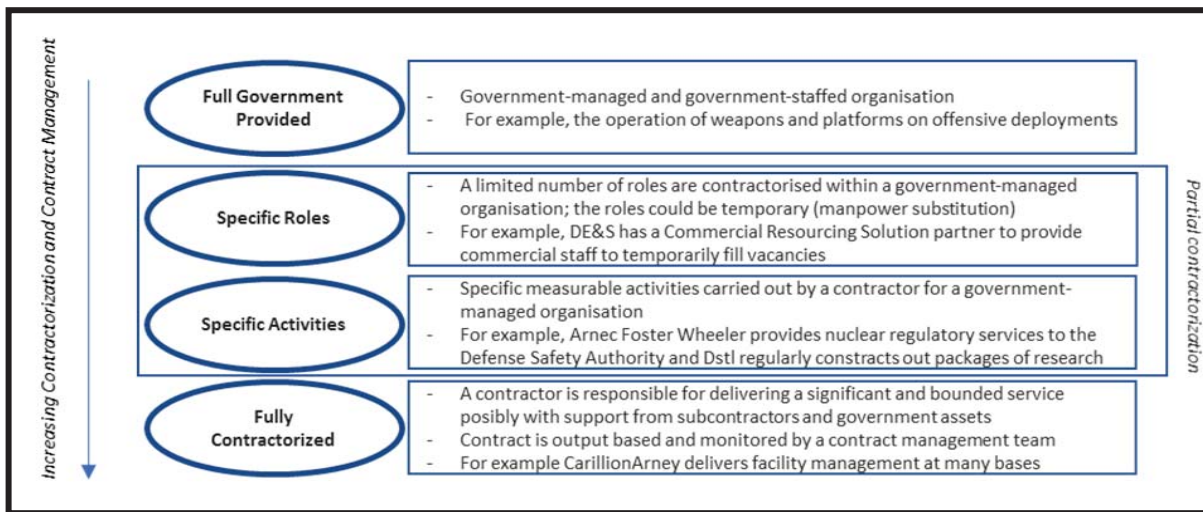 Increasing Contractorization and Contract Management
Full Government
Provided
- Government-managed and government-staffed organisation
- For example, the operation of weapons and platforms on offensive deployments
Specific Roles
- A limited number of roles are contractorised within a government-managed
organisation; the roles could be temporary (manpower substitution)
- For example, DE&S has a Commercial Resourcing Solution partner to provide
commercial staff to temporarily fill vacancies
Specific Activities
- Specific measurable activities carried out by a contractor for a government-
managed organisation
- For example, Arnec Foster Wheeler provides nuclear regulatory services to the
Defense Safety Authority and Dstl regularly constracts out packages of research
Partial contractorization
Fully
Contractorized
- A contractor is responsible for delivering a significant and bounded service
posibly with support from subcontractors and government assets
- Contract is output based and monitored by a contract management team
- For example CarillionArney delivers facility management at many bases